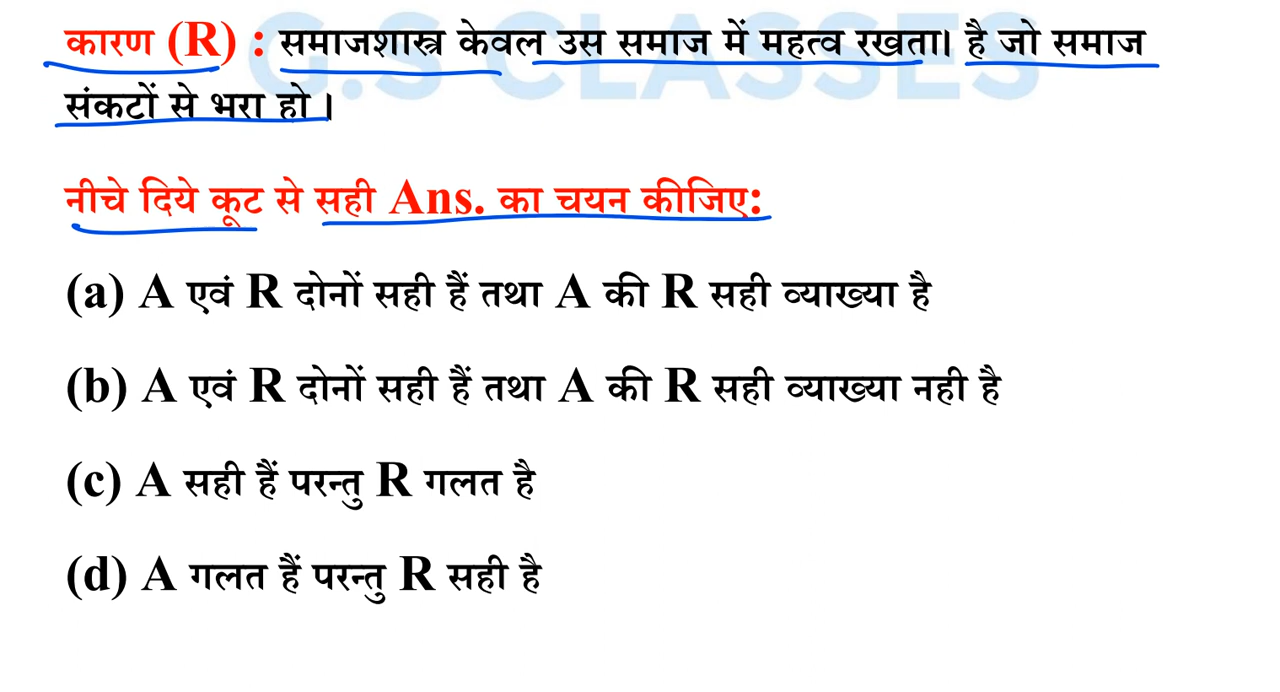 कारण (R) : समाजशास्त्र केवल उस समाज में महत्व रखता। है जो समाज
संकटों से भरा हो ।
G.S CLASSES
नीचे दिये कूट से सही Ans. का चयन कीजिए:
(a) A एवं R दोनों सही हैं तथा A की R सही व्याख्या है
(b) A एवं R दोनों सही हैं तथा A की R सही व्याख्या नही है
(c) A सही हैं परन्तु R गलत है
(d) A गलत हैं परन्तु R सही है